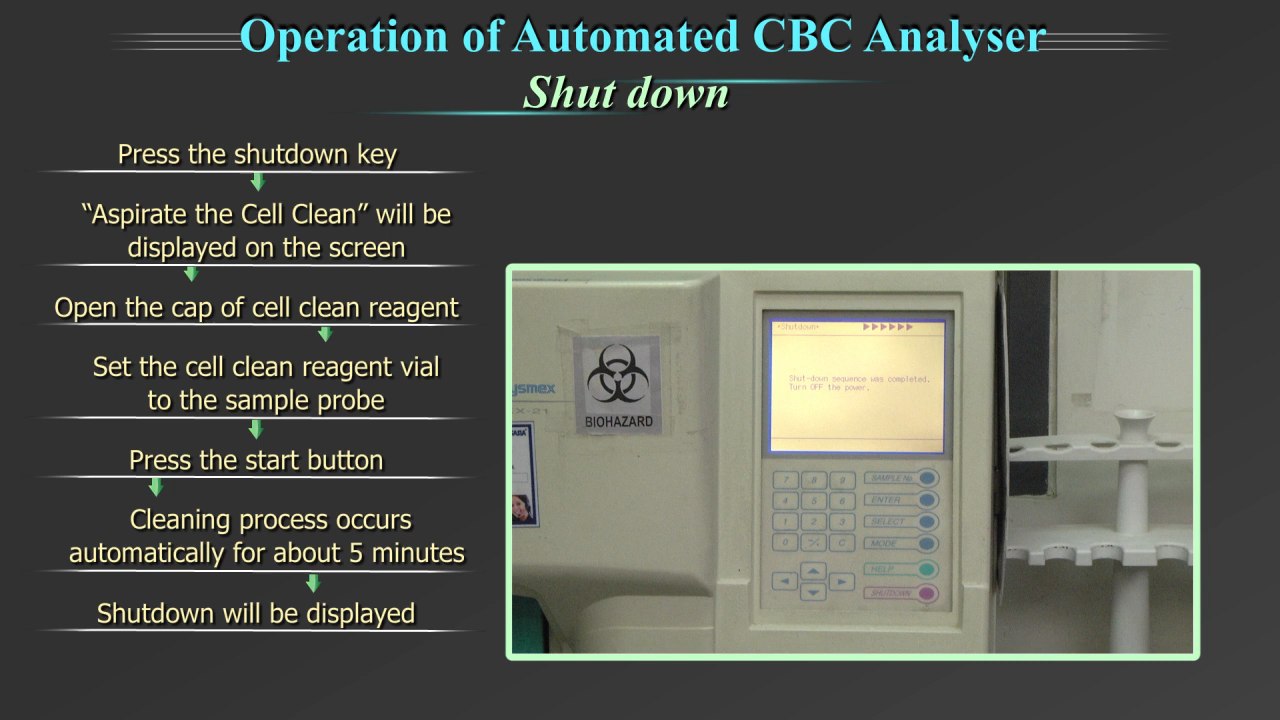 Operation of Automated CBC Analyser
Shut down
Press the shutdown key
“Aspirate the Cell Clean” will be
displayed on the screen
Open the cap of cell clean reagent
Set the cell clean reagent vial
to the sample probe
Press the start button
Cleaning process occurs
automatically for about 5 minutes
Shutdown will be displayed
BIOHAZARD
ysmex
X-21
*Shutdown*
Shut-down sequence was completed.
Turn OFF the power.
7 8 9 SAMPLE No.
4 5 6 ENTER
1 2 3 SELECT
0 C MODE
HELP
SHUTDOWN